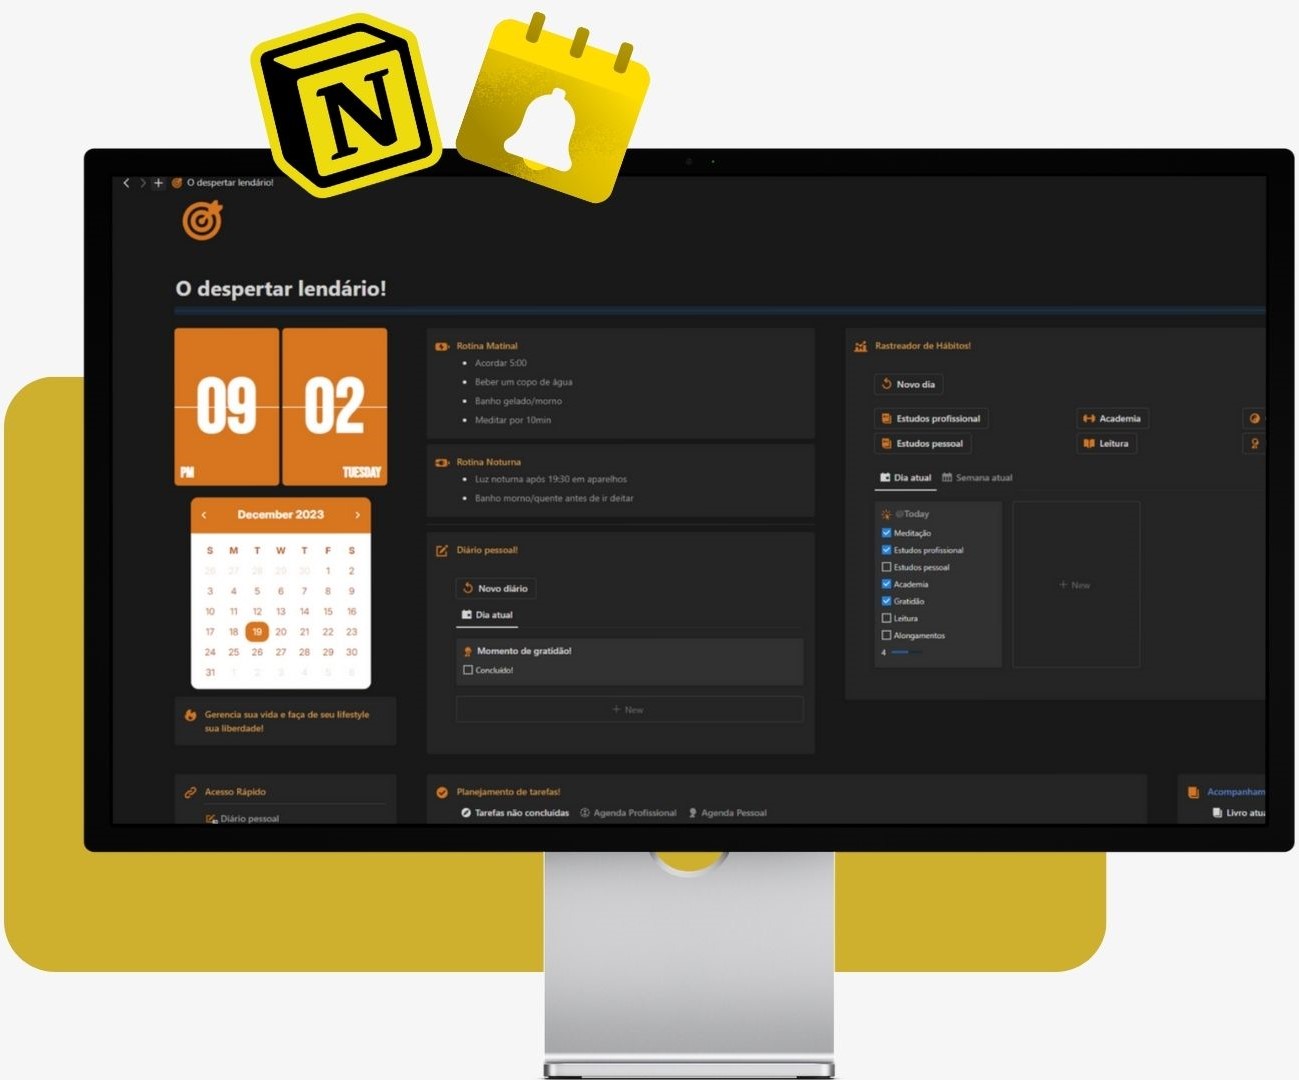 N
O despertar lendário!
O despertar lendário!
09
02
PM
TUESDAY
December 2023
S M T W T F S
26 27 28 29 30 1 2
3 4 5 6 7 8 9
10 11 12 13 14 15 16
17 18 19 20 21 22 23
24 25 26 27 28 29 30
31 1 2 3 4 5 6
Gerencia sua vida e faça de seu lifestyle
sua liberdade!
Acesso Rápido
Diário pessoal
Rotina Matinal
Acordar 5:00
Beber um copo de água
Banho gelado/morno
Meditar por 10min
Rotina Noturna
Luz noturna após 19:30 em aparelhos
Banho morno/quente antes de ir deitar
Diário pessoal!
Novo diário
Dia atual
Momento de gratidão!
Concluído!
+ New
Planejamento de tarefas!
Tarefas não concluídas Agenda Profissional Agenda Pessoal
Rastreador de Hábitos!
Novo dia
Estudos profissional Academia
Estudos pessoal Leitura
Dia atual Semana atual
@Today
Meditação
Estudos profissional
Estudos pessoal
Academia
Gratidão
Leitura
Alongamentos
4
+ New
Acompanham
Livro atua